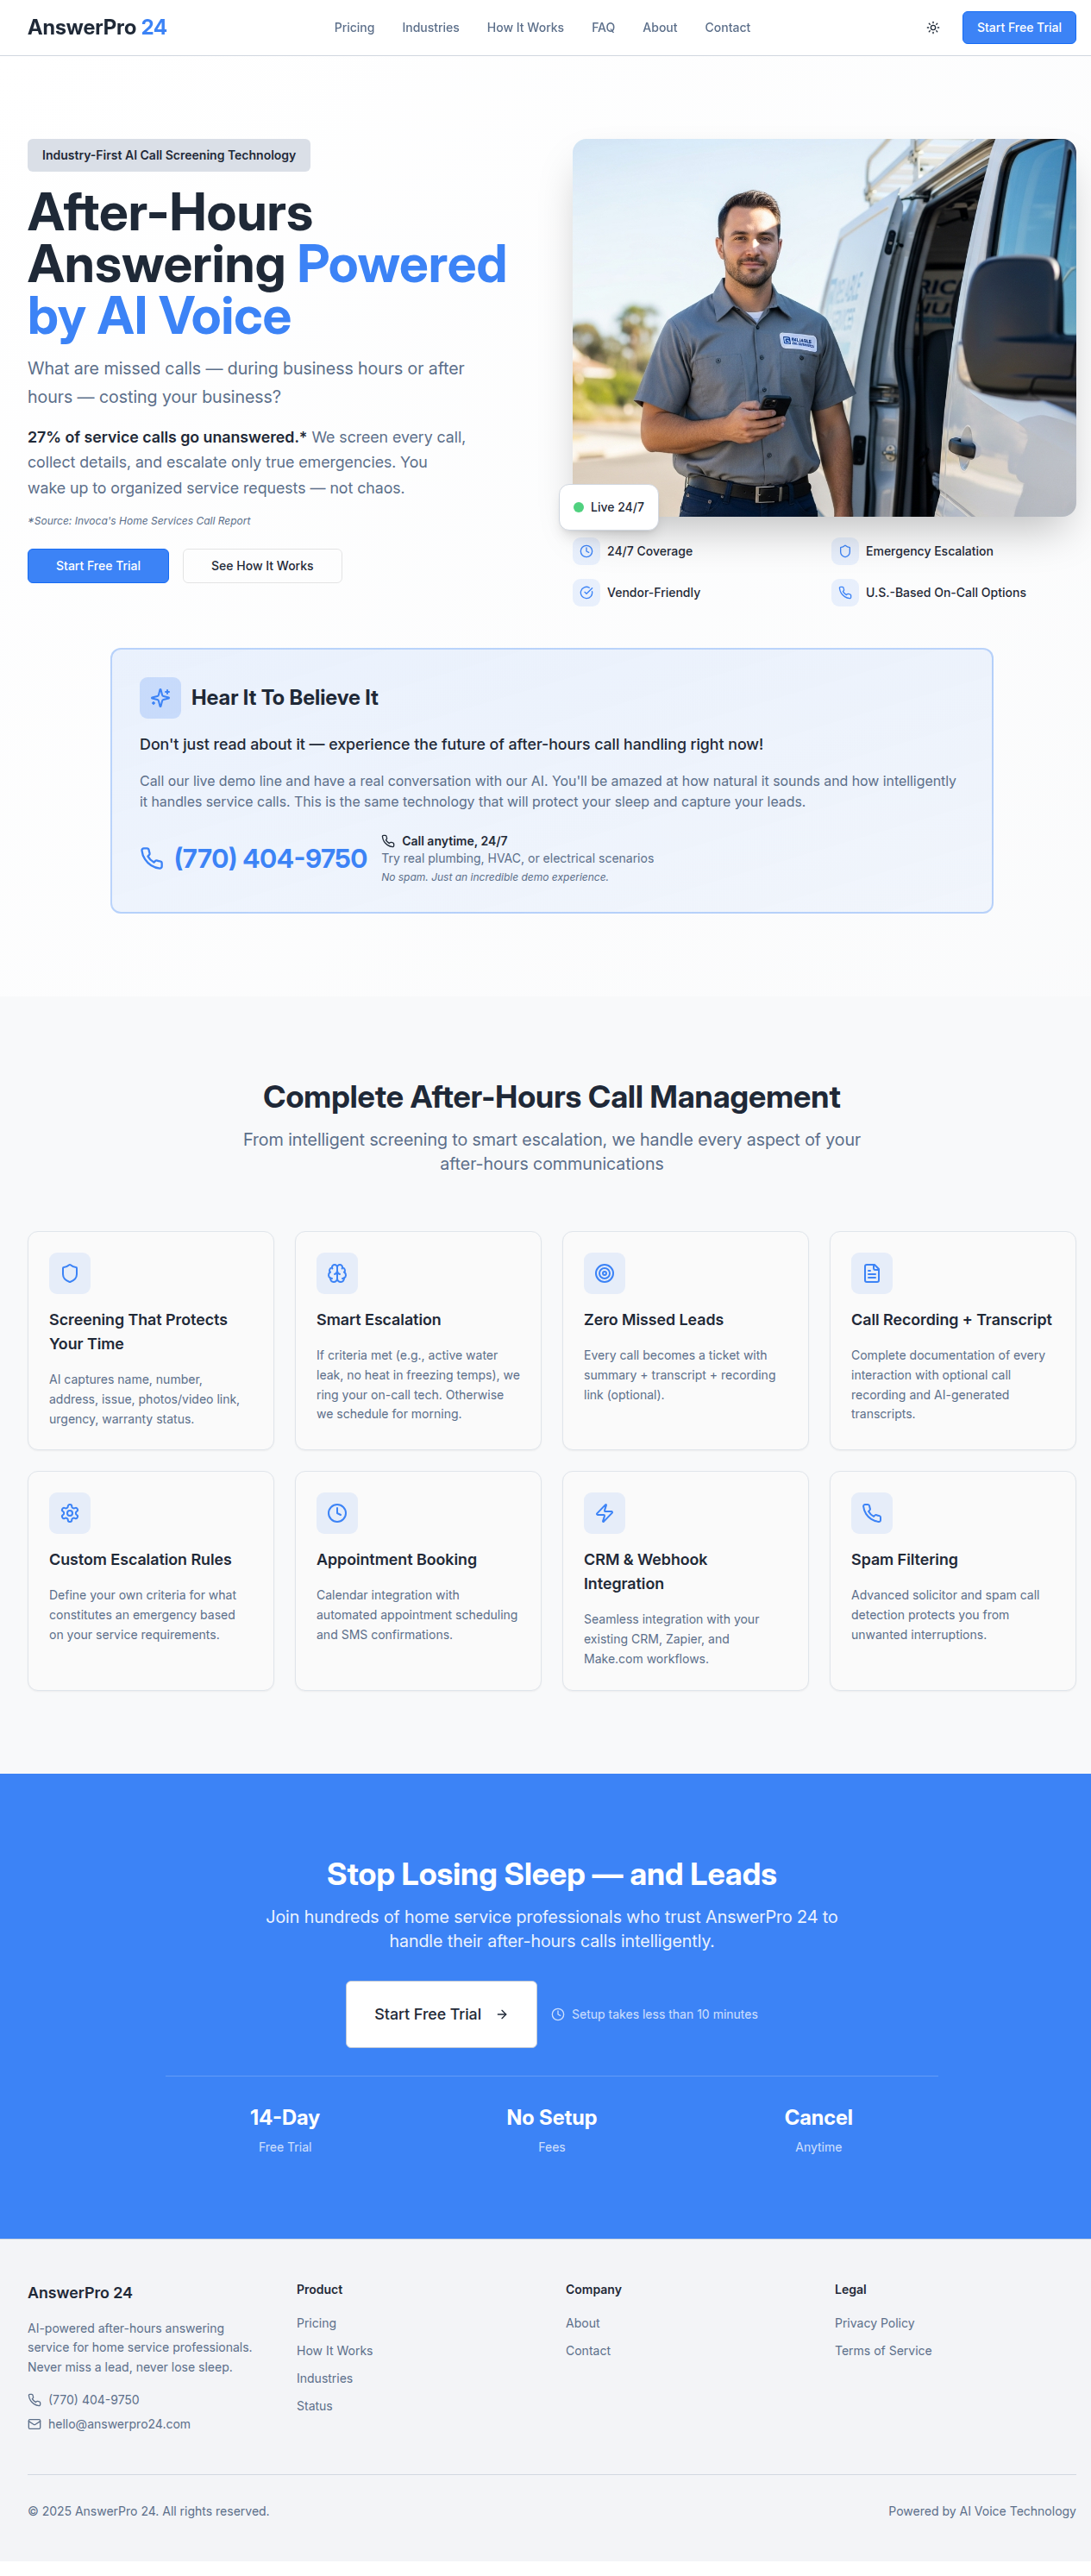 AnswerPro 24
Pricing
Industries
How It Works
FAQ
About
Contact
Start Free Trial
Industry-First AI Call Screening Technology
After-Hours
Answering Powered
by AI Voice
What are missed calls — during business hours or after
hours — costing your business?
27% of service calls go unanswered.* We screen every call,
collect details, and escalate only true emergencies. You
wake up to organized service requests — not chaos.
*Source: Invoca's Home Services Call Report
Start Free Trial
See How It Works
RELIABLE
Live 24/7
24/7 Coverage
Emergency Escalation
Vendor-Friendly
U.S.-Based On-Call Options
Hear It To Believe It
Don't just read about it — experience the future of after-hours call handling right now!
Call our live demo line and have a real conversation with our AI. You'll be amazed at how natural it sounds and how intelligently
it handles service calls. This is the same technology that will protect your sleep and capture your leads.
(770) 404-9750
Call anytime, 24/7
Try real plumbing, HVAC, or electrical scenarios
No spam. Just an incredible demo experience.
Complete After-Hours Call Management
From intelligent screening to smart escalation, we handle every aspect of your
after-hours communications
Screening That Protects
Your Time
AI captures name, number,
address, issue, photos/video link,
urgency, warranty status.
Smart Escalation
If criteria met (e.g., active water
leak, no heat in freezing temps), we
ring your on-call tech. Otherwise
we schedule for morning.
Zero Missed Leads
Every call becomes a ticket with
summary + transcript + recording
link (optional).
Call Recording + Transcript
Complete documentation of every
interaction with optional call
recording and AI-generated
transcripts.
Custom Escalation Rules
Define your own criteria for what
constitutes an emergency based
on your service requirements.
Appointment Booking
Calendar integration with
automated appointment scheduling
and SMS confirmations.
CRM & Webhook
Integration
Seamless integration with your
existing CRM, Zapier, and
Make.com workflows.
Spam Filtering
Advanced solicitor and spam call
detection protects you from
unwanted interruptions.
Stop Losing Sleep — and Leads
Join hundreds of home service professionals who trust AnswerPro 24 to
handle their after-hours calls intelligently.
Start Free Trial
Setup takes less than 10 minutes
14-Day
Free Trial
No Setup
Fees
Cancel
Anytime
AnswerPro 24
AI-powered after-hours answering
service for home service professionals.
Never miss a lead, never lose sleep.
(770) 404-9750
hello@answerpro24.com
Product
Pricing
How It Works
Industries
Status
Company
About
Contact
Legal
Privacy Policy
Terms of Service
© 2025 AnswerPro 24. All rights reserved.
Powered by AI Voice Technology